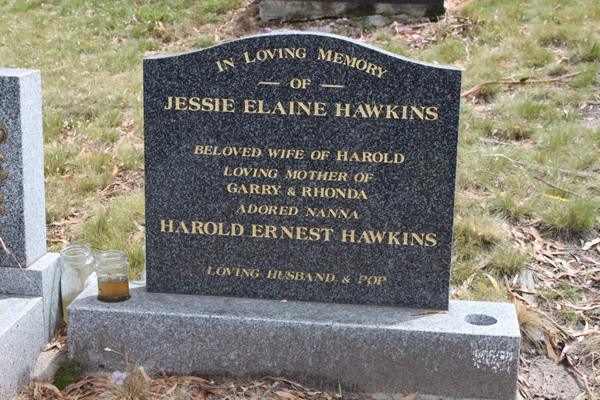 IN LOVING MEMORY
— OF —
JESSIE ELAINE HAWKINS
BELOVED WIFE OF HAROLD
LOVING MOTHER OF
GARRY & RHONDA
ADORED NANNA
HAROLD ERNEST HAWKINS
LOVING HUSBAND & POP